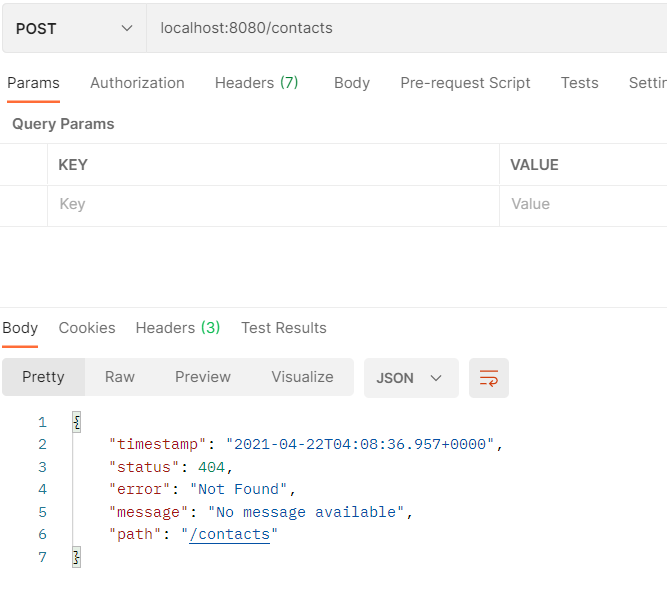 POST localhost:8080/contacts
Params Authorization Headers (7) Body Pre-request Script Tests Settin
Query Params
KEY VALUE
Key Value
Body Cookies Headers (3) Test Results
Pretty Raw Preview Visualize JSON
1 {
2 "timestamp": "2021-04-22T04:08:36.957+0000",
3 "status": 404,
4 "error": "Not Found",
5 "message": "No message available",
6 "path": "/contacts"
7 }